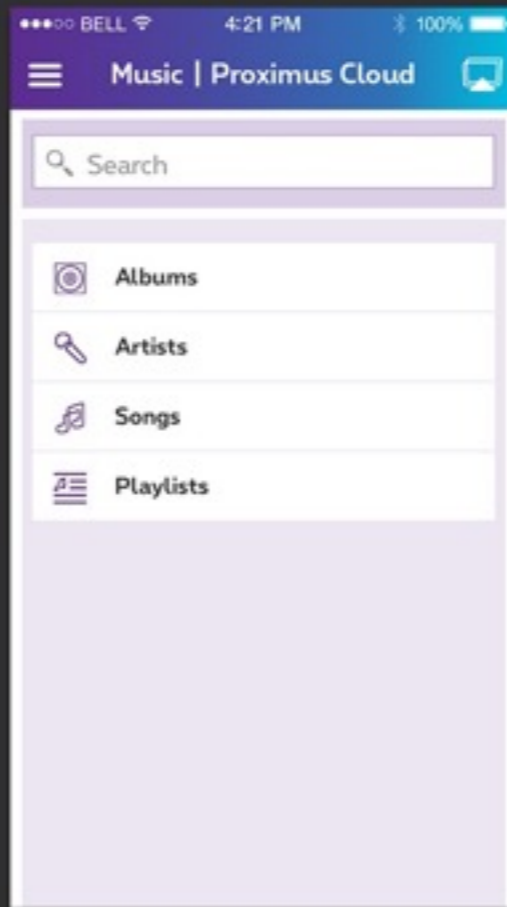 BELL 4:21 PM 100%
Music | Proximus Cloud
Search
Albums
Artists
Songs
Playlists